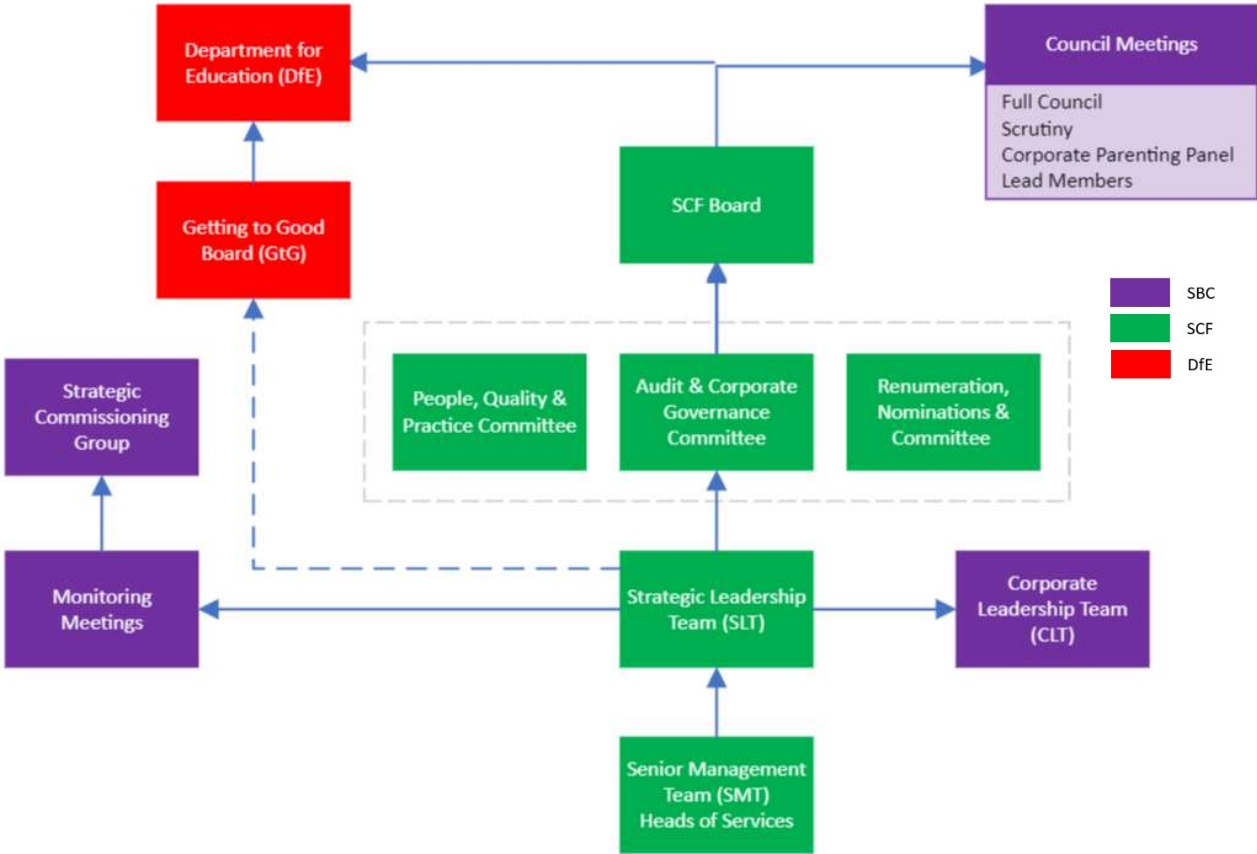 Department for
Education (DfE)
Council Meetings
Full Council
Scrutiny
Corporate Parenting Panel
Lead Members
SCF Board
Getting to Good
Board (GtG)
SBC
SCF
DfE
Strategic
Commissioning
Group
People, Quality &
Practice Committee
Audit & Corporate
Governance
Committee
Renumeration,
Nominations &
Committee
Monitoring
Meetings
Strategic Leadership
Team (SLT)
Corporate
Leadership Team
(CLT)
Senior Management
Team (SMT)
Heads of Services